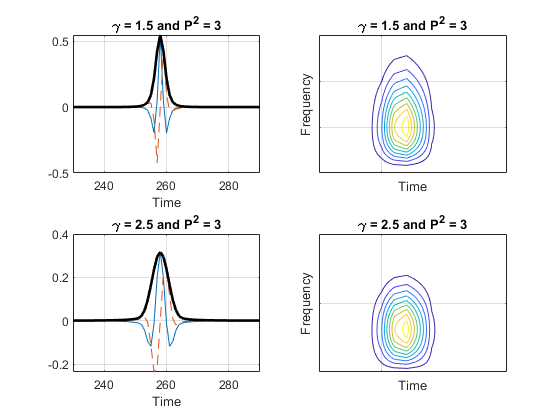 γ = 1.5 and P² = 3
0.5
0
-0.5
240 260 280
Time
γ = 1.5 and P² = 3
Frequency
Time
γ = 2.5 and P² = 3
0.4
0.2
0
-0.2
240 260 280
Time
γ = 2.5 and P² = 3
Frequency
Time